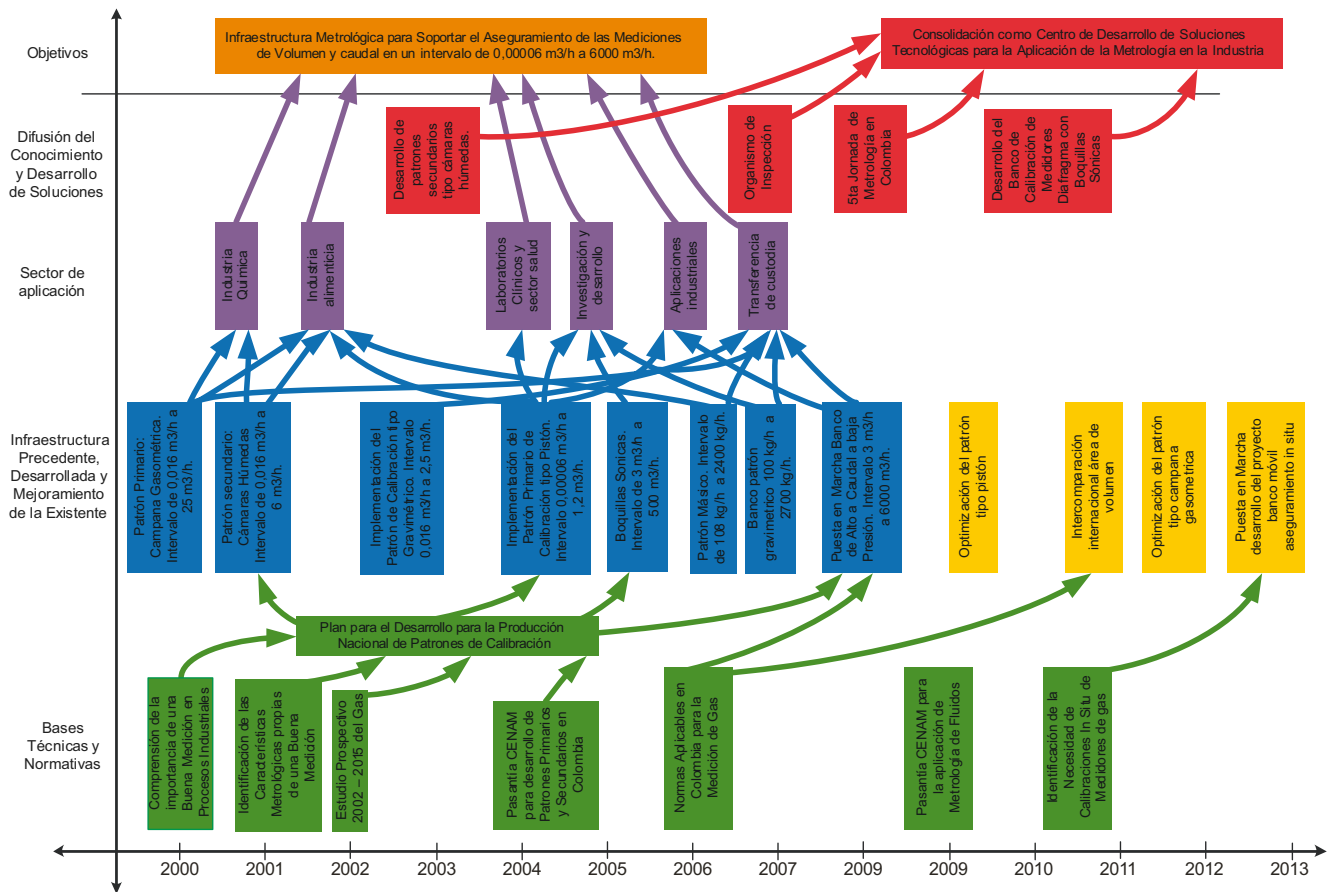 Objetivos
Infraestructura Metrológica para Soportar el Aseguramiento de las Mediciones
de Volumen y caudal en un intervalo de 0,00006 m3/h a 6000 m3/h.
Consolidación como Centro de Desarrollo de Soluciones
Tecnológicas para la Aplicación de la Metrología en la Industria
Difusión del
Conocimiento
y Desarrollo
de Soluciones
Desarrollo de
patrones
secundarios
tipo cámaras
húmedas.
Organismo de
Inspección
5ta Jornada de
Metrología en
Colombia
Desarrollo del
Banco de
Calibración de
Medidores
Diafragma con
Boquillas
Sónicas
Sector de
aplicación
Industria
Quimica
Industria
alimenticia
Laboratorios
Clínicos y
sector salud
Investigación y
desarrollo
Aplicaciones
industriales
Transferencia
de custodia
Infraestructura
Precedente,
Desarrollada y
Mejoramiento
de la Existente
Patrón Primario:
Campana Gasométrica.
Intervalo de 0,016 m3/h a
25 m3/h.
Patrón secundario:
Cámaras Húmedas
Intervalo de 0,016 m3/h a
6 m3/h.
Implementación del
Patrón de Calibración tipo
Gravimétrico. Intervalo
0,016 m3/h a 2,5 m3/h.
Implementación del
Patrón Primario de
Calibración tipo Pistón.
Intervalo 0,00006 m3/h a
1,2 m3/h.
Boquillas Sonicas.
Intervalo de 3 m3/h a
500 m3/h.
Patrón Másico. Intervalo
de 108 kg/h a 2400 kg/h.
Banco patrón
gravimetrico 100 kg/h a
2700 kg/h.
Puesta en Marcha Banco
de Alto a Caudal a baja
Presión. Intervalo 3 m3/h
a 6000 m3/h.
Optimización del patrón
tipo pistón
Intercomparación
internacional área de
volumen
Optimización del patrón
tipo campana
gasometrica
Puesta en Marcha
desarrollo del proyecto
banco móvil
aseguramiento in situ
Plan para el Desarrollo para la Producción
Nacional de Patrones de Calibración
Bases
Técnicas y
Normativas
Comprensión de la
importancia de una
Buena Medición en
Procesos Industriales
Identificación de las
Características
Metrológicas propias
de una Buena
Medición
Estudio Prospectivo
2002 – 2015 del Gas
Pasantía CENAM
para desarrollo de
Patrones Primarios
y Secundarios en
Colombia
Normas Aplicables en
Colombia para la
Medición de Gas
Pasantía CENAM para
la aplicación de
Metrología de Fluidos
Identificación de la
Necesidad de
Calibraciones In Situ de
Medidores de gas
2000 2001 2002 2003 2004 2005 2006 2007 2009 2009 2010 2011 2012 2013